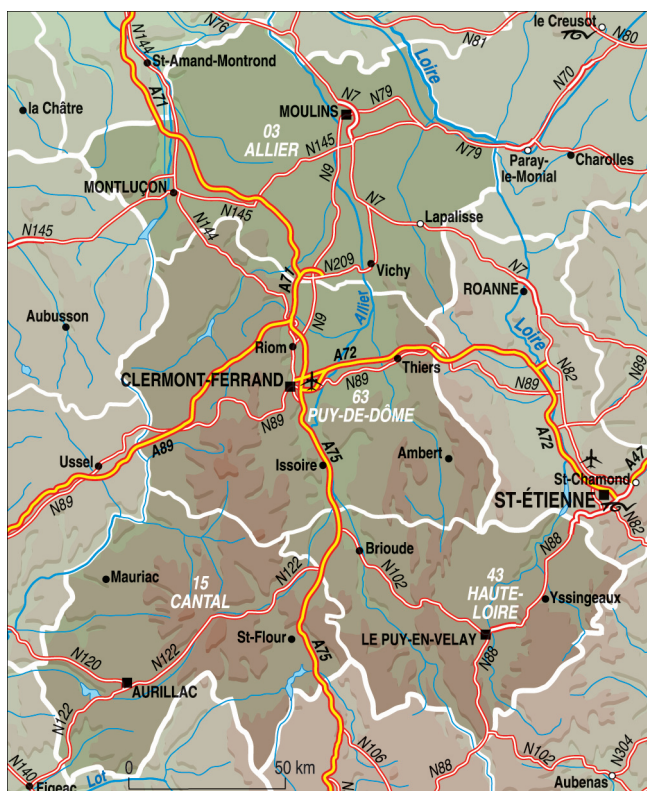 N144
N76
N81
le Creusot
TGV
N80
St-Amand-Montrond
Loire
N70
A71
la Châtre
MOULINS
N7
N79
03
ALLIER
N145
N79
Paray-
le-Monial
Charolles
N9
MONTLUÇON
N145
N7
Lapalisse
N145
N144
N209
Vichy
N7
A71
ROANNE
Aubusson
Allier
N9
Loire
Riom
A72
Thiers
N82
N89
CLERMONT-FERRAND
N89
N89
63
PUY-DE-DÔME
N89
A72
A89
Ussel
A75
Issoire
Ambert
A47
St-Chamond
ST-ÉTIENNE
TGV
N89
N82
Brioude
N88
Mauriac
15
CANTAL
N122
N102
43
HAUTE-
LOIRE
Yssingeaux
St-Flour
LE PUY-EN-VELAY
N120
N122
A75
N88
AURILLAC
N122
N106
N102
N304
N140
Figeac
Lot
0
50 km
N
N88
Aubenas